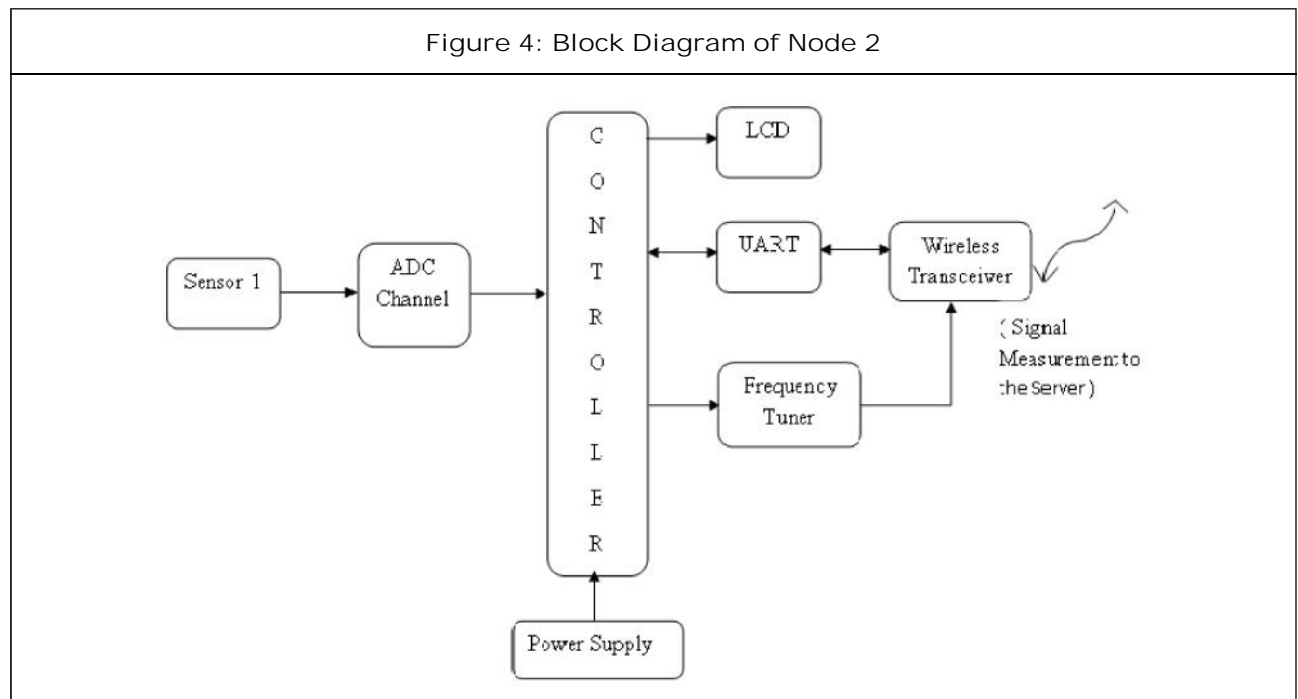 Figure 4: Block Diagram of Node 2
Sensor 1
ADC
Channel
C
O
N
T
R
O
L
L
E
R
LCD
UART
Wireless
Transceiwer
(Signal
Measurement to
the Server)
Frequency
Tuner
Power Supply